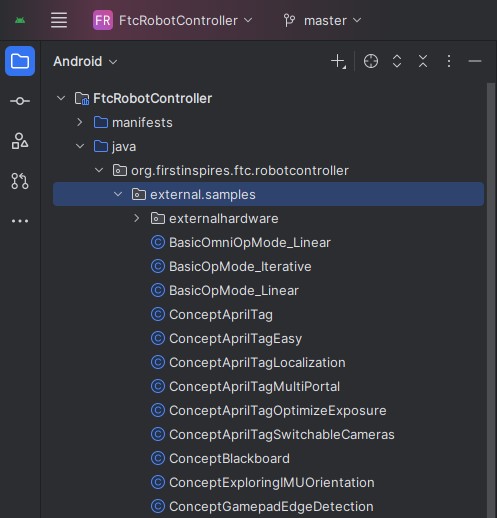 FR FtcRobotController master
Android
FtcRobotController
manifests
java
org.firstinspires.ftc.robotcontroller
external.samples
externalhardware
BasicOmniOpMode_Linear
BasicOpMode_Iterative
BasicOpMode_Linear
ConceptAprilTag
ConceptAprilTagEasy
ConceptAprilTagLocalization
ConceptAprilTagMultiPortal
ConceptAprilTagOptimizeExposure
ConceptAprilTagSwitchableCameras
ConceptBlackboard
ConceptExploringIMUOrientation
ConceptGamepadEdgeDetection